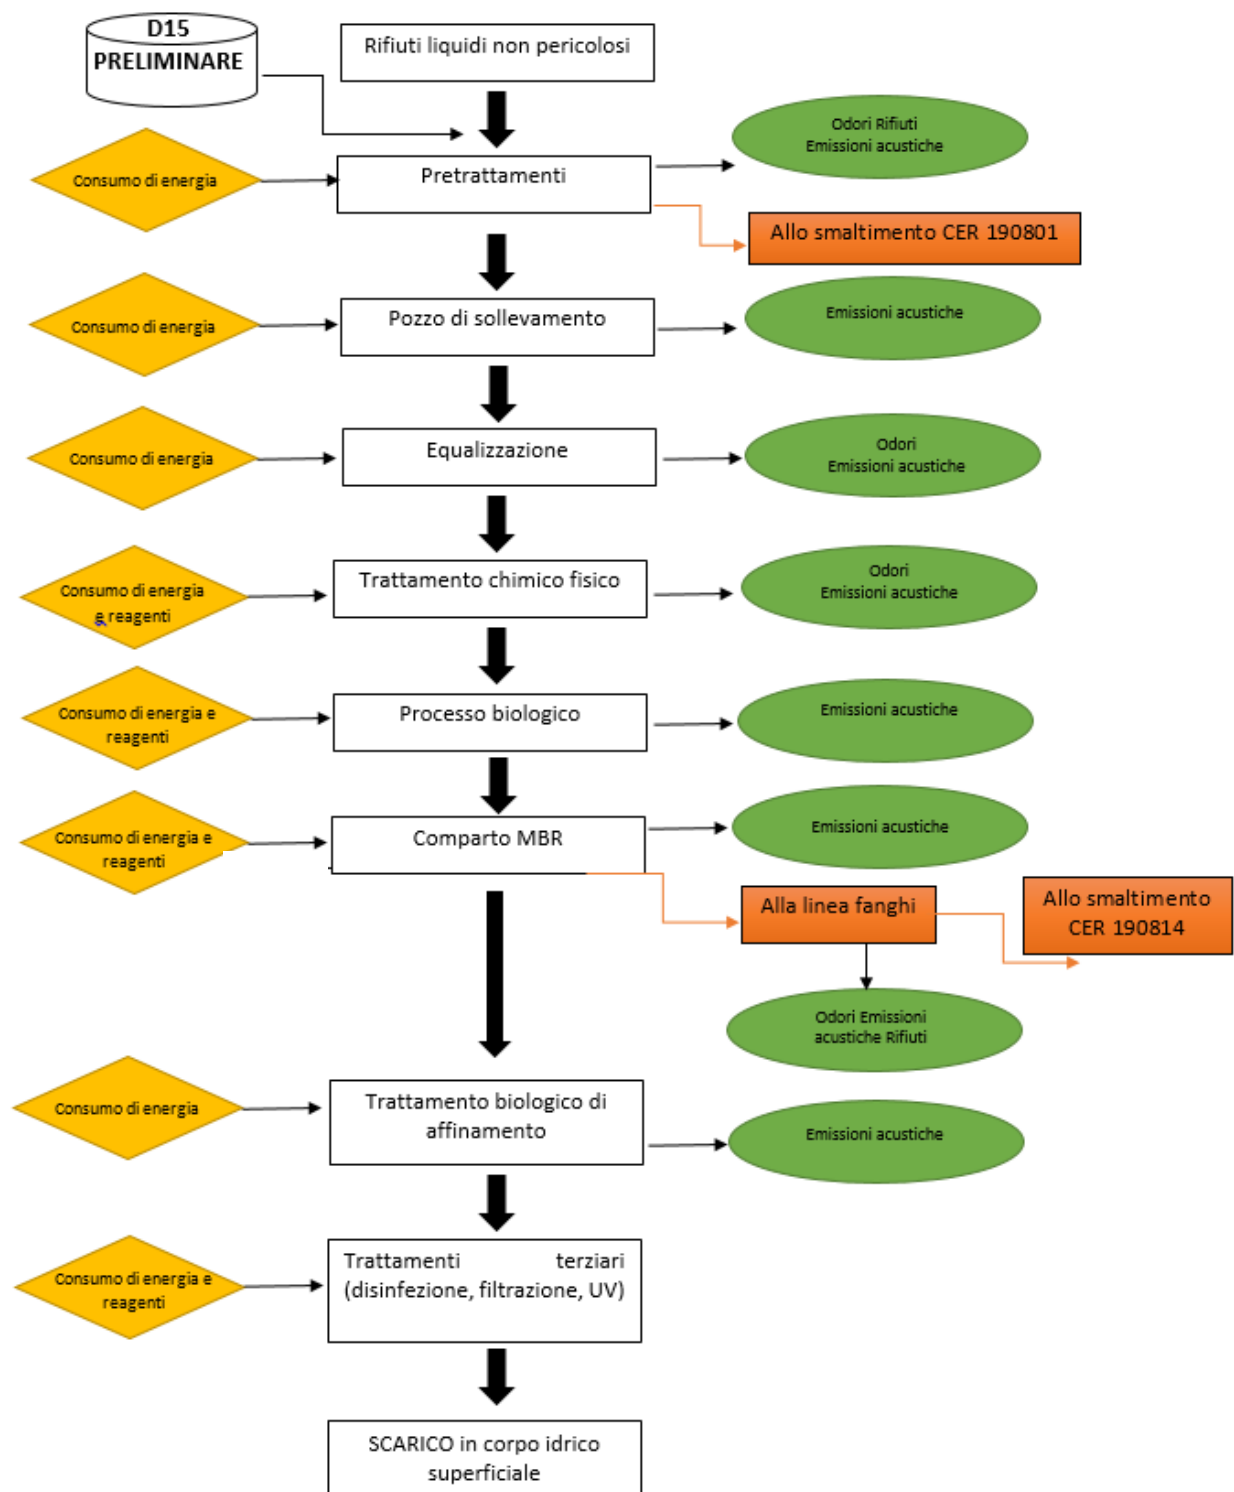 D15
PRELIMINARE
Rifiuti liquidi non pericolosi
Odori Rifiuti
Emissioni acustiche
Consumo di energia
Pretrattamenti
Allo smaltimento CER 190801
Consumo di energia
Pozzo di sollevamento
Emissioni acustiche
Consumo di energia
Equalizzazione
Odori
Emissioni acustiche
Consumo di energia
e reagenti
Trattamento chimico fisico
Odori
Emissioni acustiche
Consumo di energia e
reagenti
Processo biologico
Emissioni acustiche
Consumo di energia e
reagenti
Comparto MBR
Emissioni acustiche
Alla linea fanghi
Allo smaltimento
CER 190814
Odori Emissioni
acustiche Rifiuti
Consumo di energia
Trattamento biologico di
affinamento
Emissioni acustiche
Consumo di energia e
reagenti
Trattamenti terziari
(disinfezione, filtrazione, UV)
SCARICO in corpo idrico
superficiale